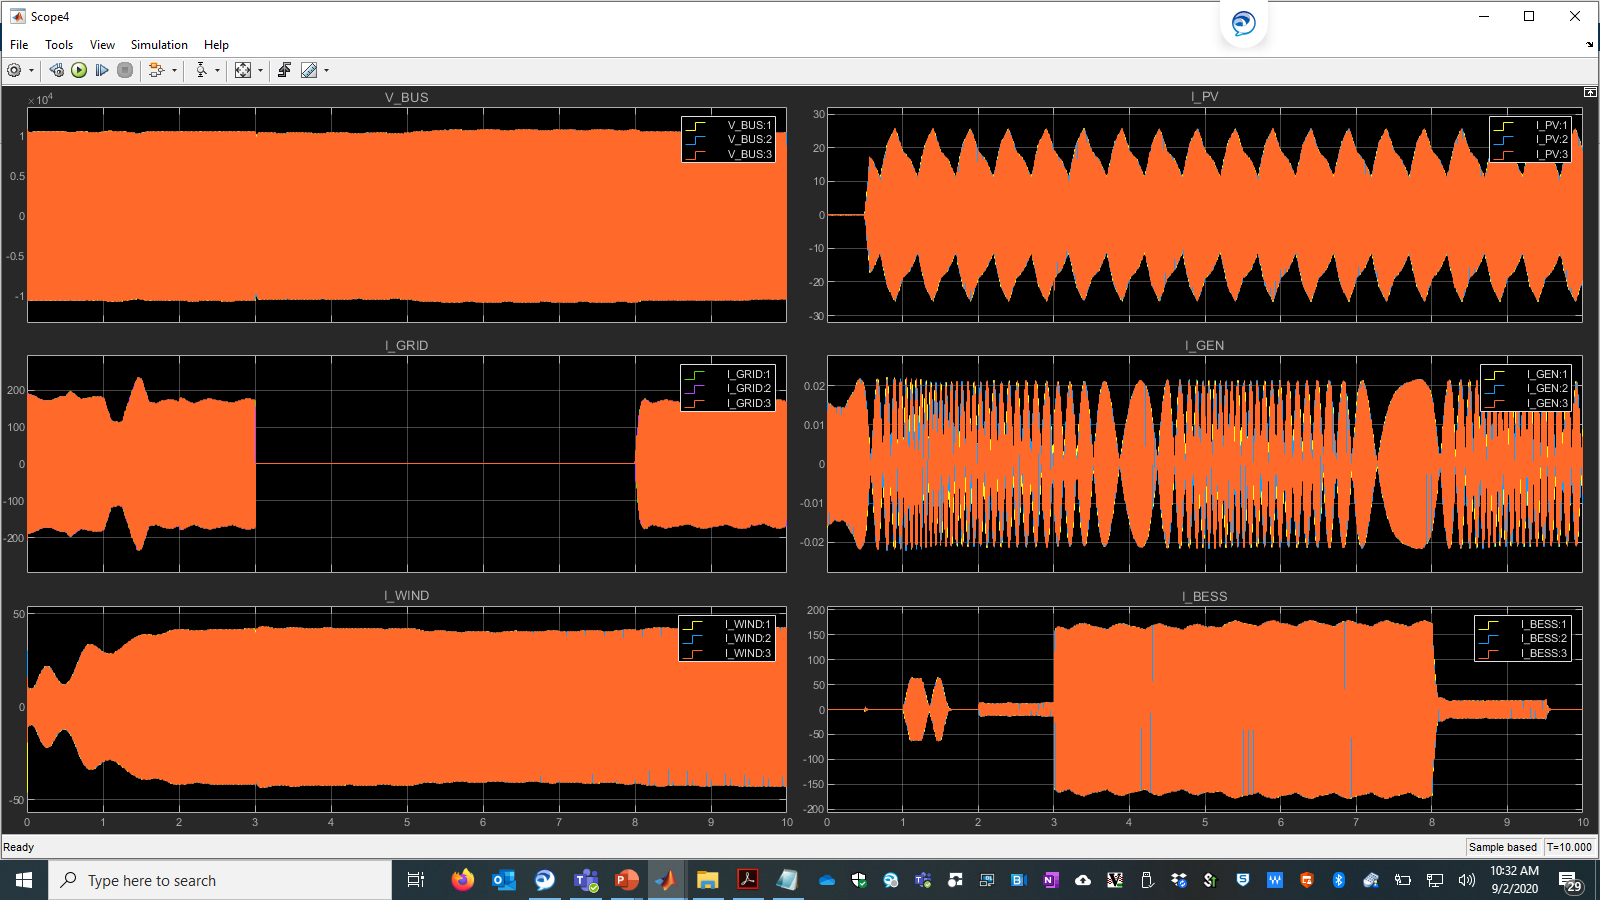 Scope4
File Tools View Simulation Help
V_BUS
×10⁴
1
0.5
0
-0.5
-1
V_BUS:1
V_BUS:2
V_BUS:3
I_PV
30
20
10
0
-10
-20
-30
I_PV:1
I_PV:2
I_PV:3
I_GRID
200
100
0
-100
-200
I_GRID:1
I_GRID:2
I_GRID:3
I_GEN
0.02
0.01
0
-0.01
-0.02
I_GEN:1
I_GEN:2
I_GEN:3
I_WIND
50
0
-50
I_WIND:1
I_WIND:2
I_WIND:3
0 1 2 3 4 5 6 7 8 9 10
I_BESS
200
150
100
50
0
-50
-100
-150
-200
I_BESS:1
I_BESS:2
I_BESS:3
0 1 2 3 4 5 6 7 8 9 10
Ready
Sample based T=10.000
Type here to search
10:32 AM
9/2/2020
29